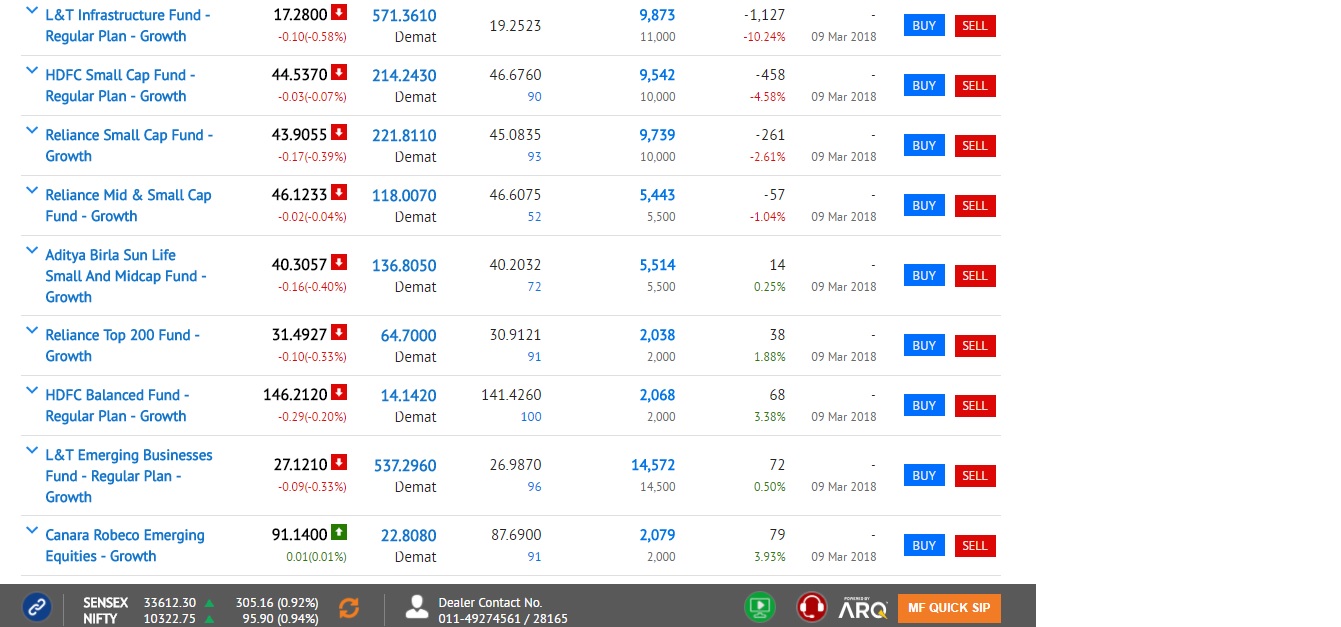 L&T Infrastructure Fund - 17.2800 571.3610 19.2523 9,873 -1,127 - BUY SELL
Regular Plan - Growth -0.10(-0.58%) Demat 11,000 -10.24% 09 Mar 2018
HDFC Small Cap Fund - 44.5370 214.2430 46.6760 9,542 -458 - BUY SELL
Regular Plan - Growth -0.03(-0.07%) Demat 90 10,000 -4.58% 09 Mar 2018
Reliance Small Cap Fund - 43.9055 221.8110 45.0835 9,739 -261 - BUY SELL
Growth -0.17(-0.39%) Demat 93 10,000 -2.61% 09 Mar 2018
Reliance Mid & Small Cap 46.1233 118.0070 46.6075 5,443 -57 - BUY SELL
Fund - Growth -0.02(-0.04%) Demat 52 5,500 -1.04% 09 Mar 2018
Aditya Birla Sun Life
Small And Midcap Fund - 40.3057 136.8050 40.2032 5,514 14 - BUY SELL
Growth -0.16(-0.40%) Demat 72 5,500 0.25% 09 Mar 2018
Reliance Top 200 Fund - 31.4927 64.7000 30.9121 2,038 38 - BUY SELL
Growth -0.10(-0.33%) Demat 91 2,000 1.88% 09 Mar 2018
HDFC Balanced Fund - 146.2120 14.1420 141.4260 2,068 68 - BUY SELL
Regular Plan - Growth -0.29(-0.20%) Demat 100 2,000 3.38% 09 Mar 2018
L&T Emerging Businesses
Fund - Regular Plan - 27.1210 537.2960 26.9870 14,572 72 - BUY SELL
Growth -0.09(-0.33%) Demat 96 14,500 0.50% 09 Mar 2018
Canara Robeco Emerging 91.1400 22.8080 87.6900 2,079 79 - BUY SELL
Equities - Growth 0.01(0.01%) Demat 91 2,000 3.93% 09 Mar 2018
SENSEX 33612.30 305.16 (0.92%) Dealer Contact No. POWERED BY
NIFTY 10322.75 95.90 (0.94%) 011-49274561 / 28165 ARQ MF QUICK SIP